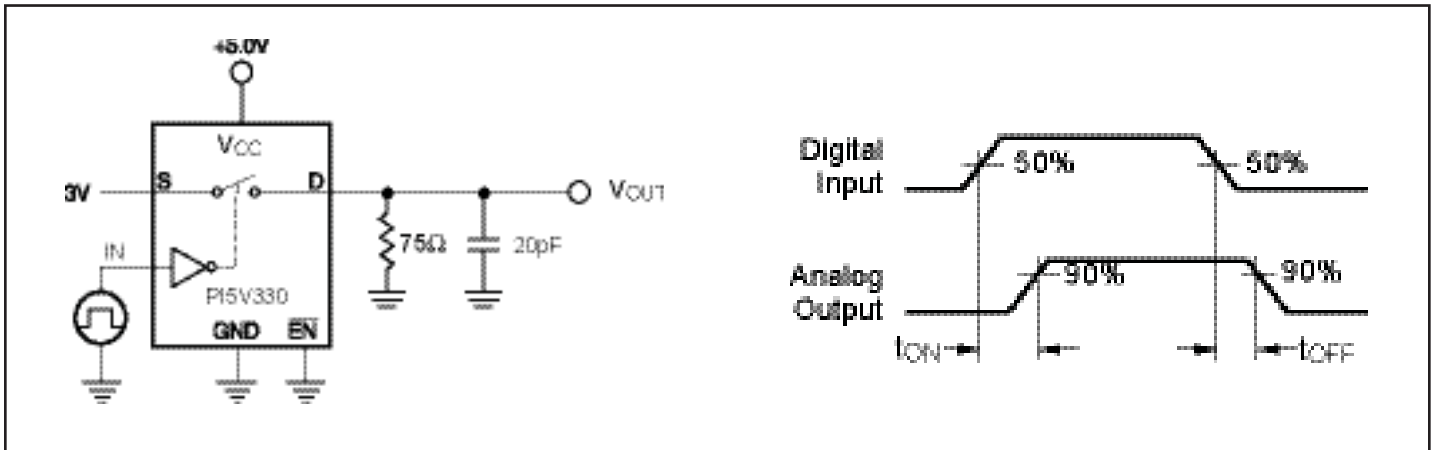 +5.0V
VCC
S
D
3V
VOUT
IN
75Ω
20pF
PI5V330
GND
EN
Digital
Input
50%
50%
Analog
Output
90%
90%
tON
tOFF